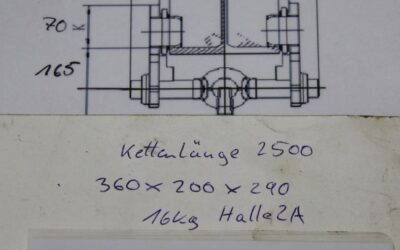 70 K
165
Kettenlänge 2500
360 x 200 x 290
16kg Halle 2A